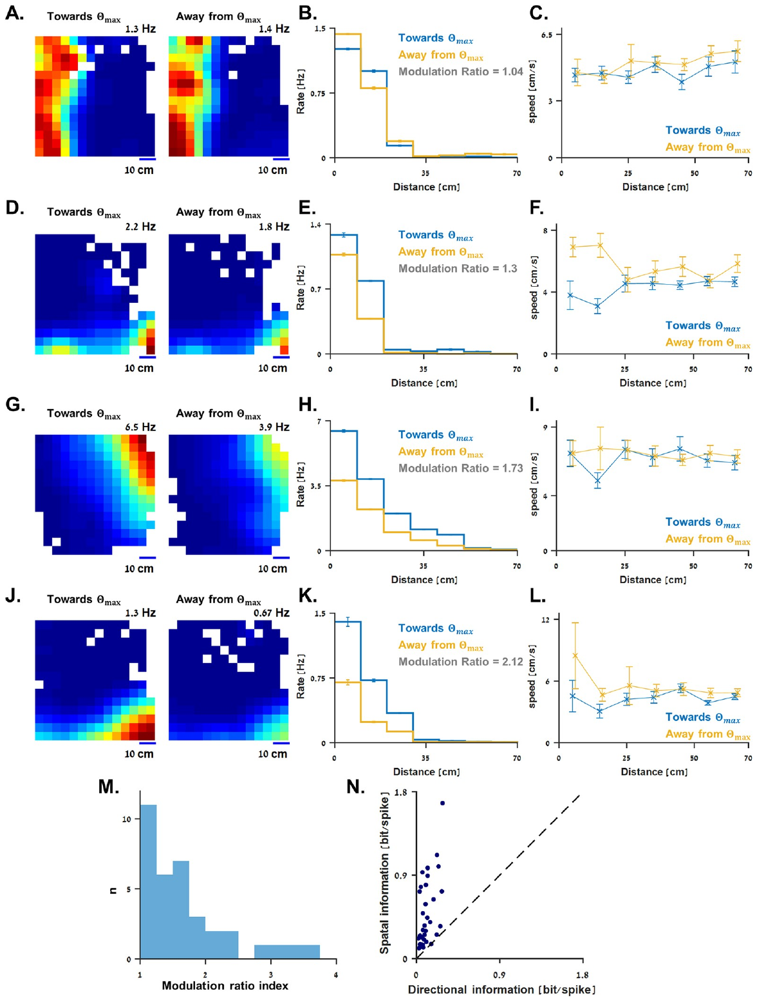 A.
Towards Θmax
1.3 Hz
Away from Θmax
1.4 Hz
10 cm
10 cm
B.
1.5
0.75
0
Rate [Hz]
Towards Θmax
Away from Θmax
Modulation Ratio = 1.04
0 35 70
Distance [cm]
C.
6.5
3
0
speed [cm/s]
Towards Θmax
Away from Θmax
0 25 50 70
Distance [cm]
D.
Towards Θmax
2.2 Hz
Away from Θmax
1.8 Hz
10 cm
10 cm
E.
1.4
0.7
0
Rate [Hz]
Towards Θmax
Away from Θmax
Modulation Ratio = 1.3
0 35 70
Distance [cm]
F.
8
4
0
speed [cm/s]
Towards Θmax
Away from Θmax
0 25 50 70
Distance [cm]
G.
Towards Θmax
6.5 Hz
Away from Θmax
3.9 Hz
10 cm
10 cm
H.
7
3.5
0
Rate [Hz]
Towards Θmax
Away from Θmax
Modulation Ratio = 1.73
0 35 70
Distance [cm]
I.
9
4
0
speed [cm/s]
Towards Θmax
Away from Θmax
0 25 50 70
Distance [cm]
J.
Towards Θmax
1.3 Hz
Away from Θmax
0.67 Hz
10 cm
10 cm
K.
1.5
0.75
0
Rate [Hz]
Towards Θmax
Away from Θmax
Modulation Ratio = 2.12
0 35 70
Distance [cm]
L.
12
6
0
speed [cm/s]
Towards Θmax
Away from Θmax
0 25 50 70
Distance [cm]
M.
10
5
0
n
1 2 3 4
Modulation ratio index
N.
1.8
0.9
0
Spatal information [bit/spike]
0 0.9 1.8
Directional information [bit/spike]